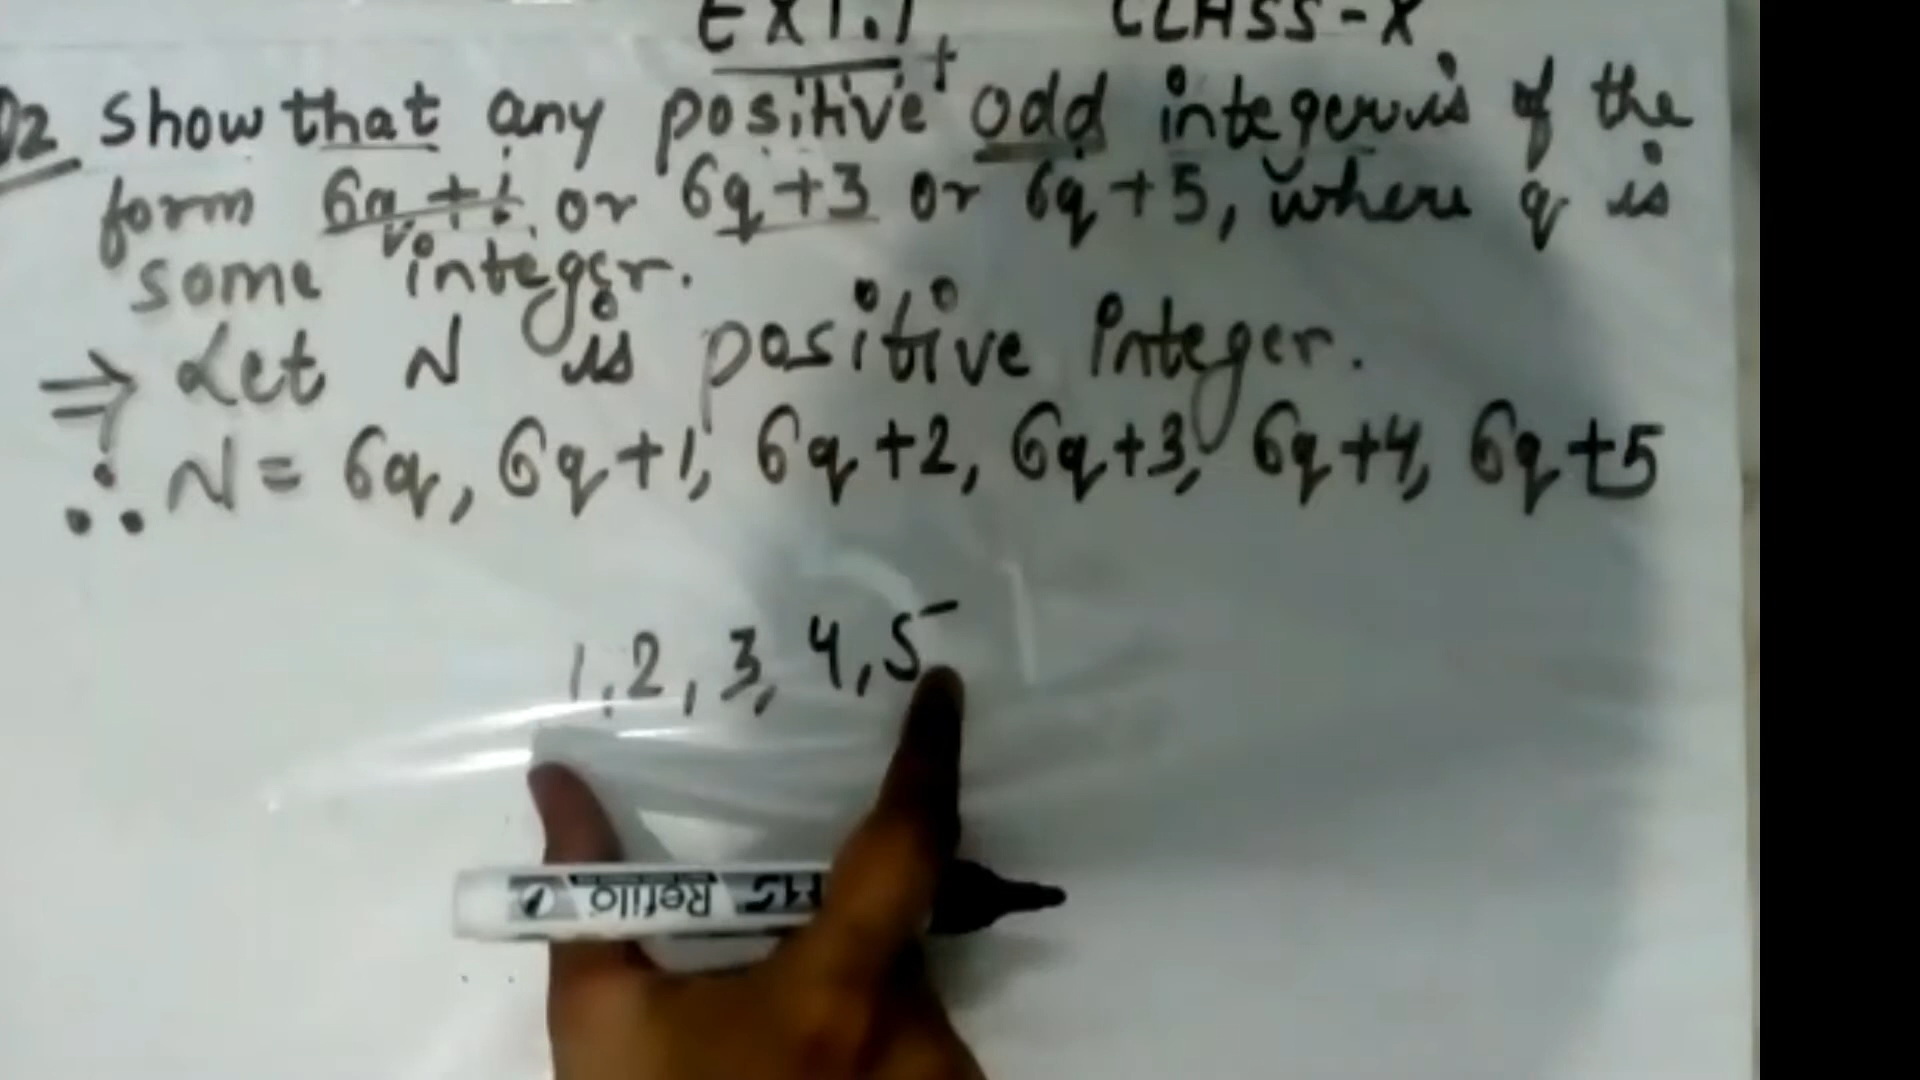 EX 1.1, CLASS-X
Q2 Show that any positive odd integer is of the
form 6q+1 or 6q+3 or 6q+5, where q is
some integer.
⇒ Let N is positive integer.
∴ N = 6q, 6q+1, 6q+2, 6q+3, 6q+4, 6q+5
1, 2, 3, 4, 5
Refilo